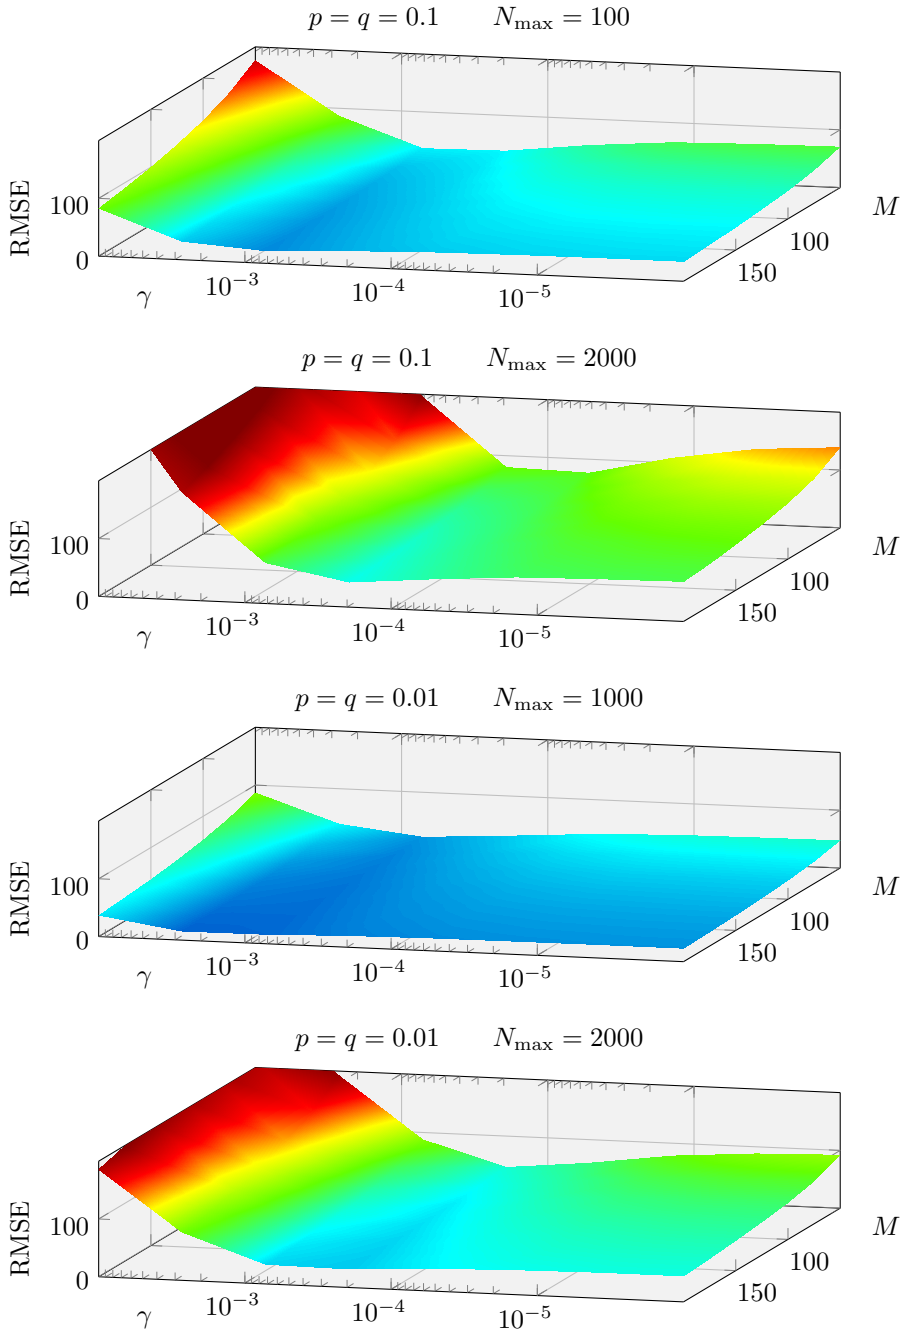 p = q = 0.1 N_max = 100
RMSE
100
0
γ
10^−3
10^−4
10^−5
150
100
M
p = q = 0.1 N_max = 2000
RMSE
100
0
γ
10^−3
10^−4
10^−5
150
100
M
p = q = 0.01 N_max = 1000
RMSE
100
0
γ
10^−3
10^−4
10^−5
150
100
M
p = q = 0.01 N_max = 2000
RMSE
100
0
γ
10^−3
10^−4
10^−5
150
100
M